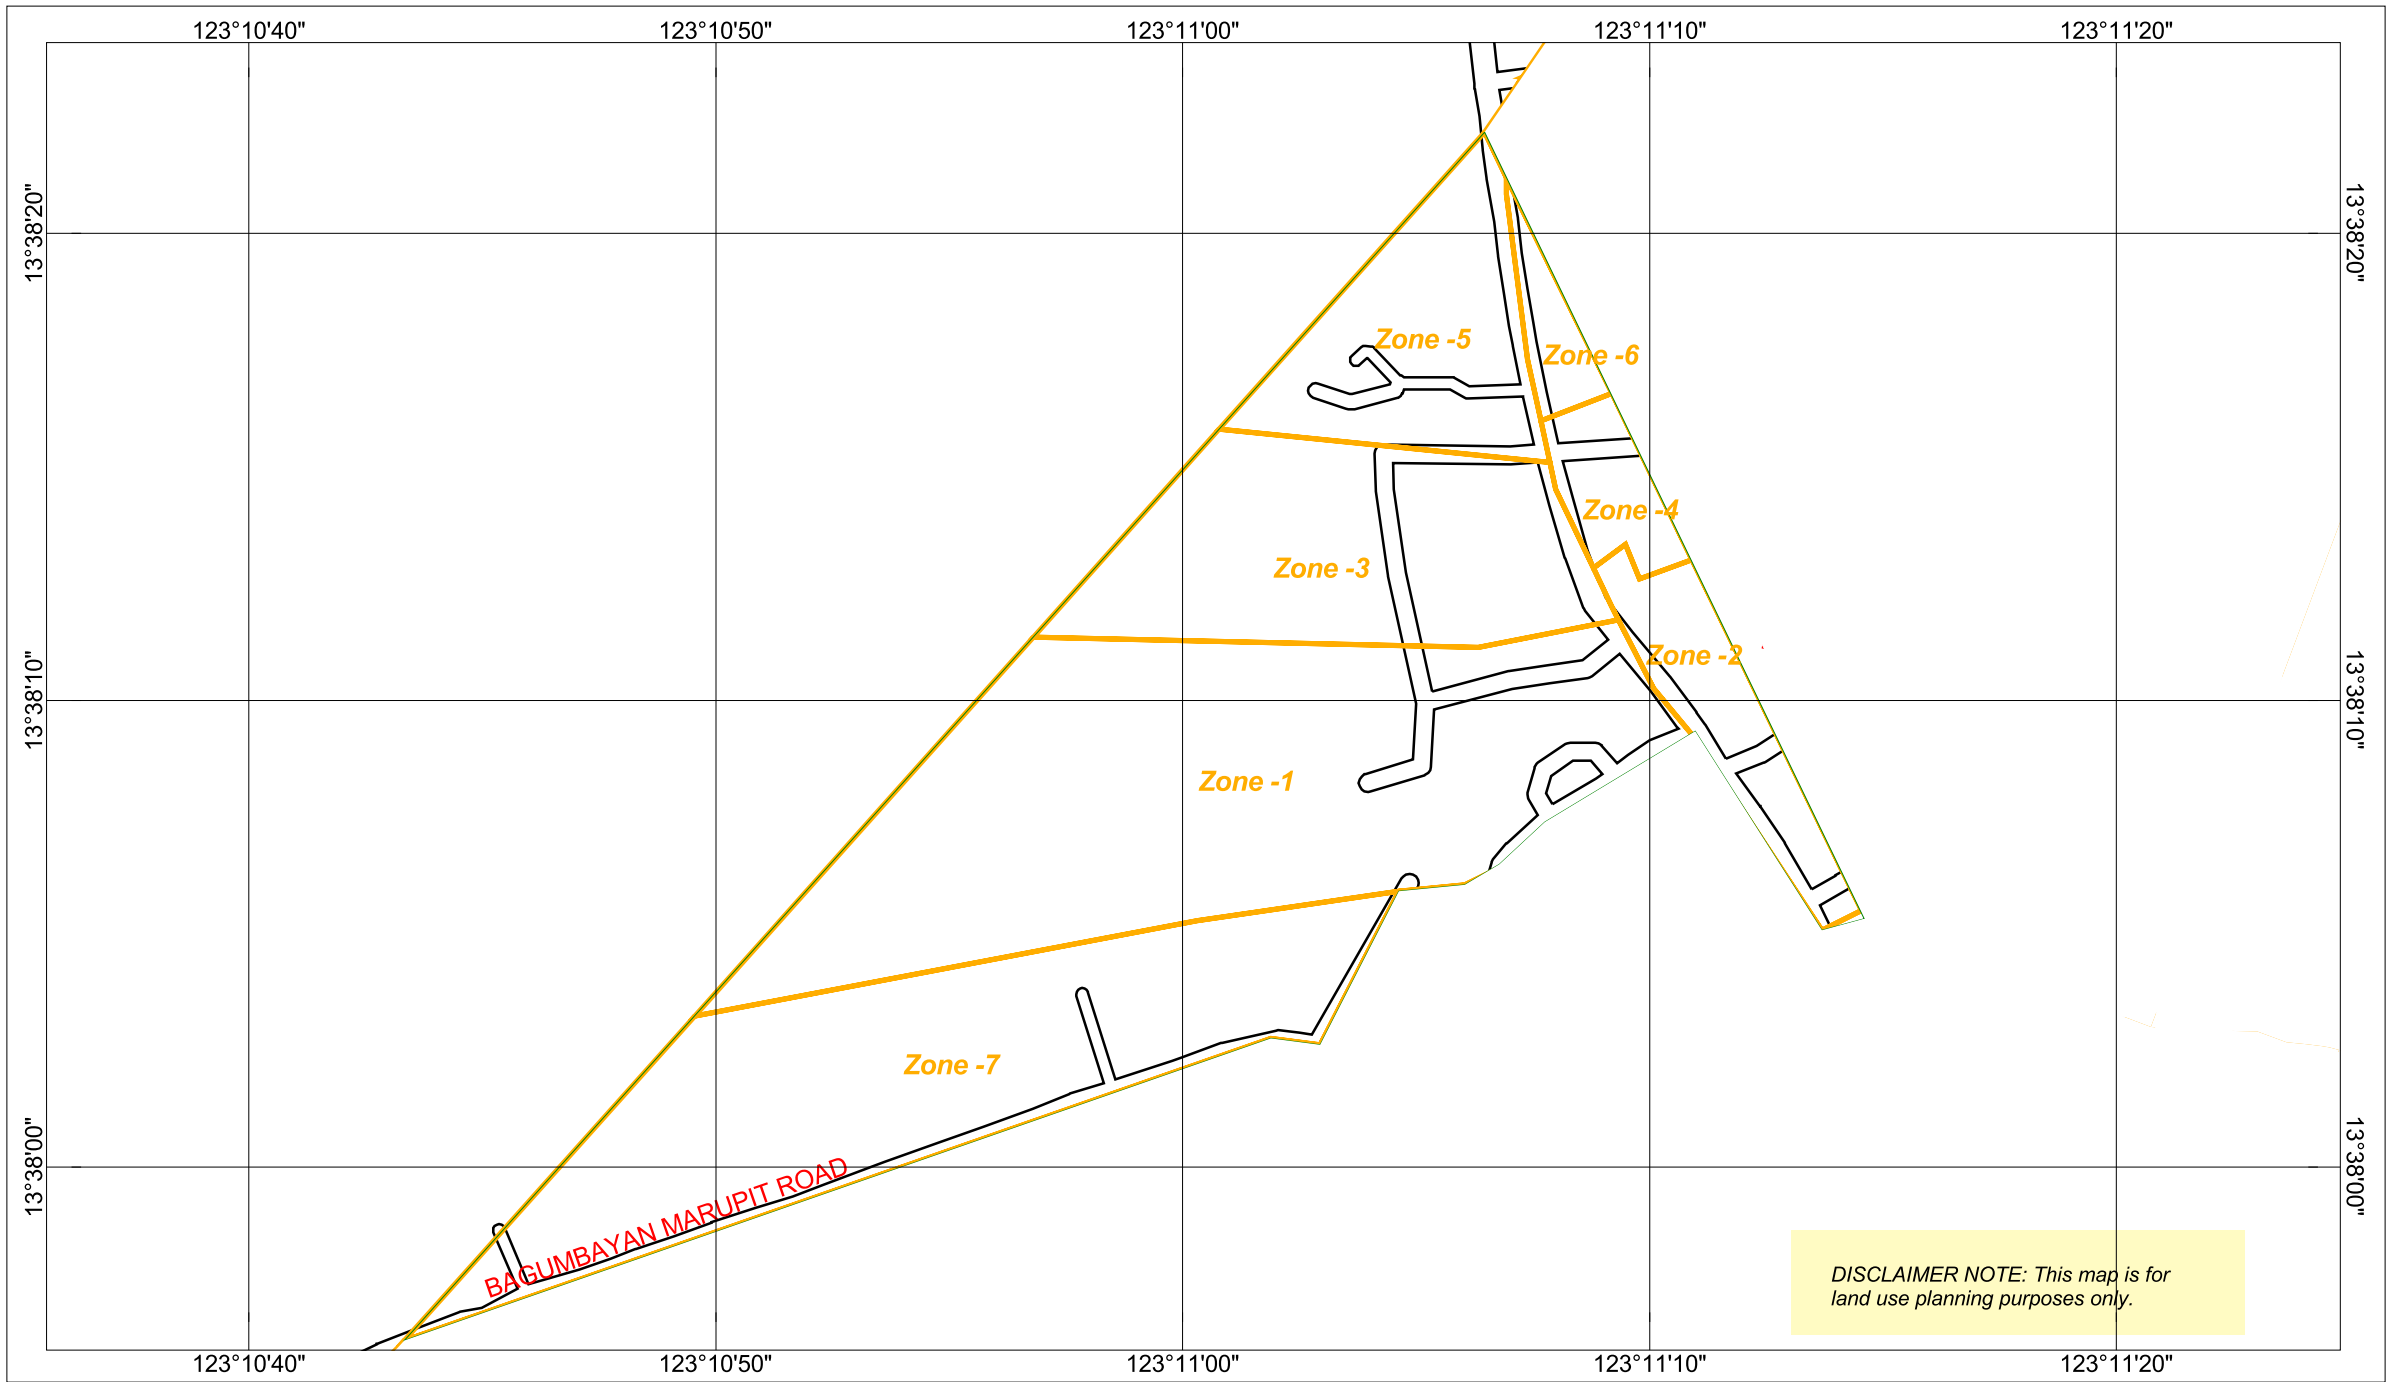 123°10'40" 123°10'50" 123°11'00" 123°11'10" 123°11'20"
13°38'20"
13°38'20"
Zone -5
Zone -6
Zone -4
Zone -3
Zone -2
13°38'10"
13°38'10"
Zone -1
Zone -7
13°38'00"
13°38'00"
BAGUMBAYAN MARUPIT ROAD
DISCLAIMER NOTE: This map is for
land use planning purposes only.
123°10'40" 123°10'50" 123°11'00" 123°11'10" 123°11'20"